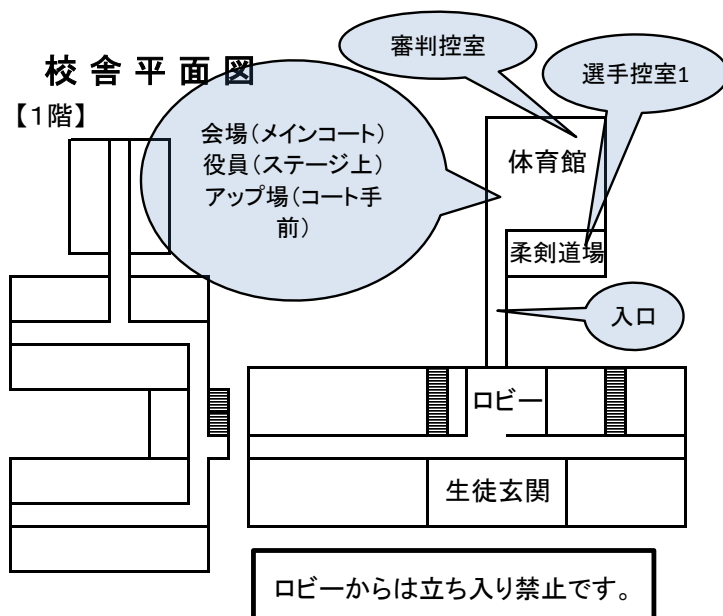 校舎平面図
【１階】
審判控室
選手控室1
会場（メインコート）
役員（ステージ上）
アップ場（コート手
前）
体育館
柔剣道場
入口
ロビー
生徒玄関
ロビーからは立ち入り禁止です。